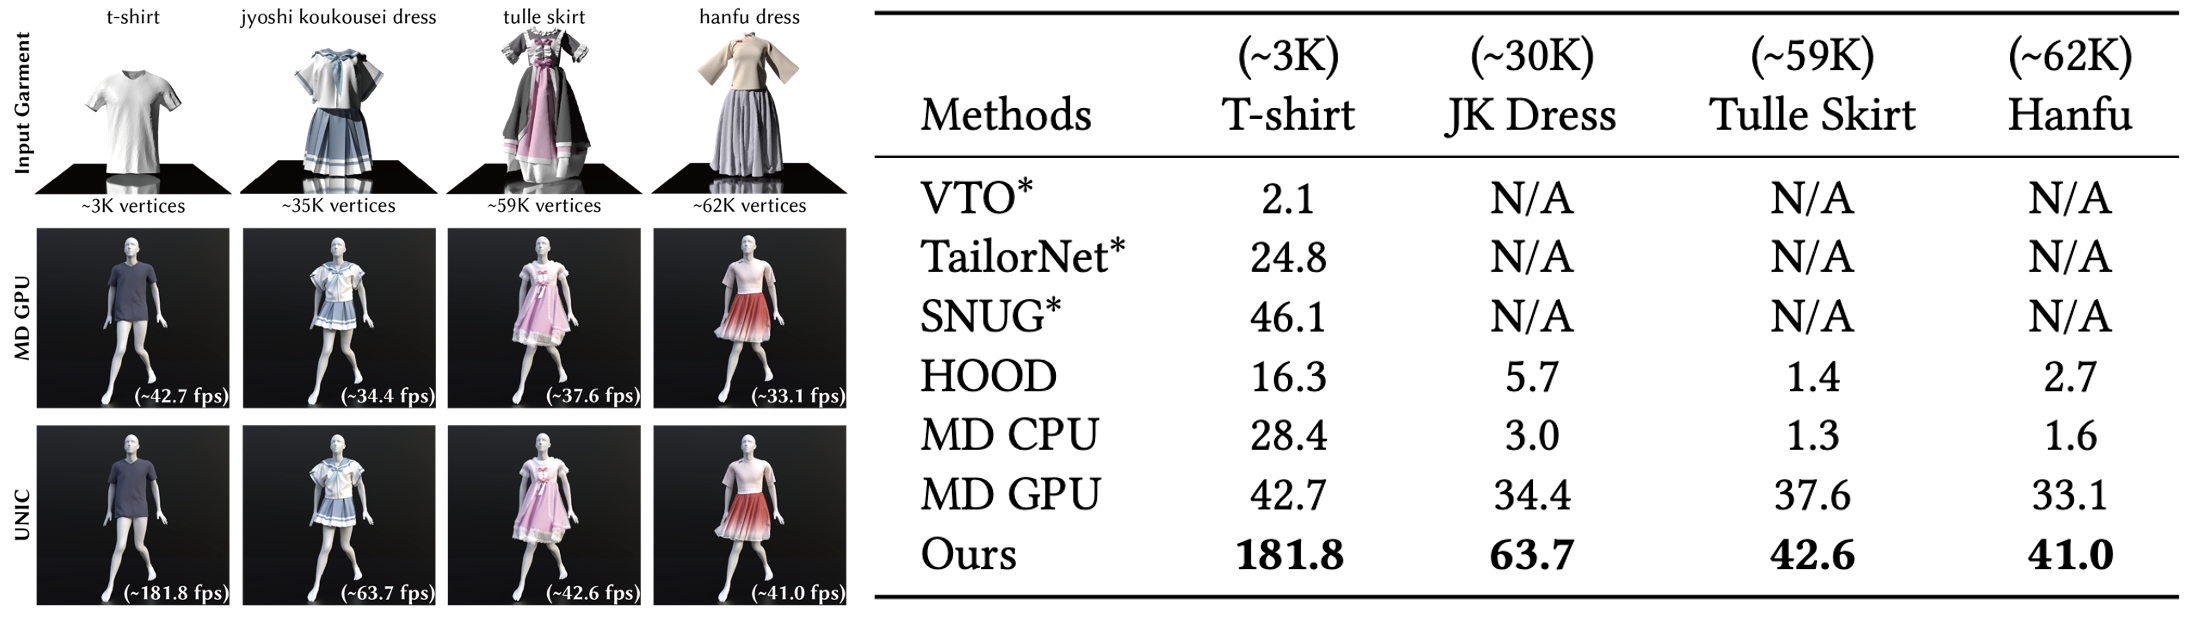 t-shirt jyoshi koukousei dress tulle skirt hanfu dress
Input Garment
~3K vertices ~35K vertices ~59K vertices ~62K vertices
MD GPU
(~42.7 fps) (~34.4 fps) (~37.6 fps) (~33.1 fps)
UNIC
(~181.8 fps) (~63.7 fps) (~42.6 fps) (~41.0 fps)
(~3K) (~30K) (~59K) (~62K)
Methods T-shirt JK Dress Tulle Skirt Hanfu
VTO* 2.1 N/A N/A N/A
TailorNet* 24.8 N/A N/A N/A
SNUG* 46.1 N/A N/A N/A
HOOD 16.3 5.7 1.4 2.7
MD CPU 28.4 3.0 1.3 1.6
MD GPU 42.7 34.4 37.6 33.1
Ours 181.8 63.7 42.6 41.0